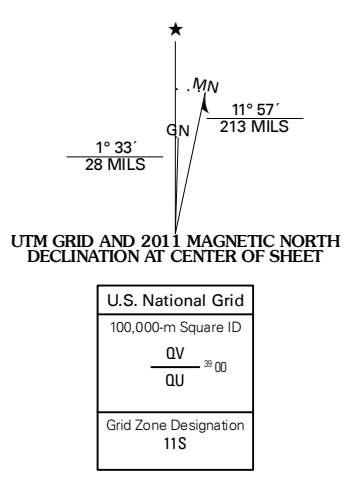 ★
MN
11° 57´
213 MILS
GN
1° 33´
28 MILS
UTM GRID AND 2011 MAGNETIC NORTH
DECLINATION AT CENTER OF SHEET
U.S. National Grid
100,000-m Square ID
QV
39 00
QU
Grid Zone Designation
11S